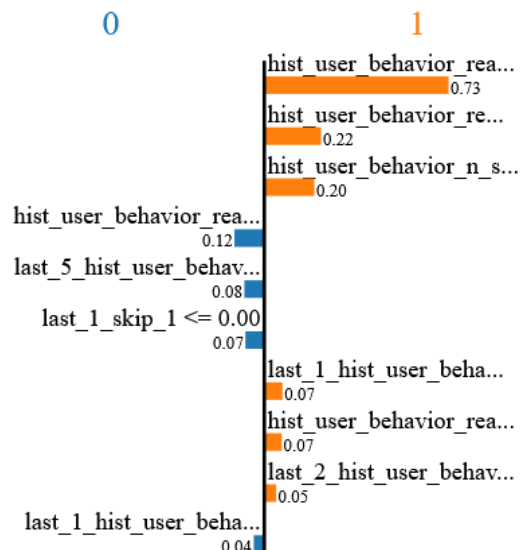 0
1
hist_user_behavior_rea...
0.73
hist_user_behavior_re...
0.22
hist_user_behavior_n_s...
0.20
hist_user_behavior_rea...
0.12
last_5_hist_user_behav...
0.08
last_1_skip_1 <= 0.00
0.07
last_1_hist_user_beha...
0.07
hist_user_behavior_rea...
0.07
last_2_hist_user_behav...
0.05
last_1_hist_user_beha...
0.04